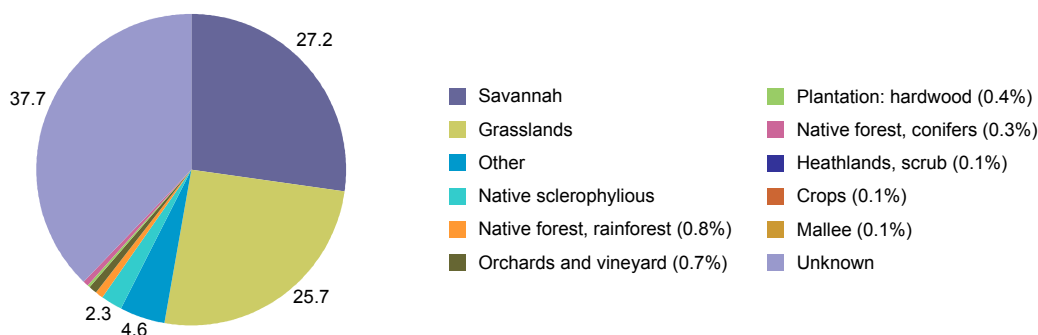 27.2
37.7
25.7
2.3
4.6
Savannah
Grasslands
Other
Native sclerophylious
Native forest, rainforest (0.8%)
Orchards and vineyard (0.7%)
Plantation: hardwood (0.4%)
Native forest, conifers (0.3%)
Heathlands, scrub (0.1%)
Crops (0.1%)
Mallee (0.1%)
Unknown